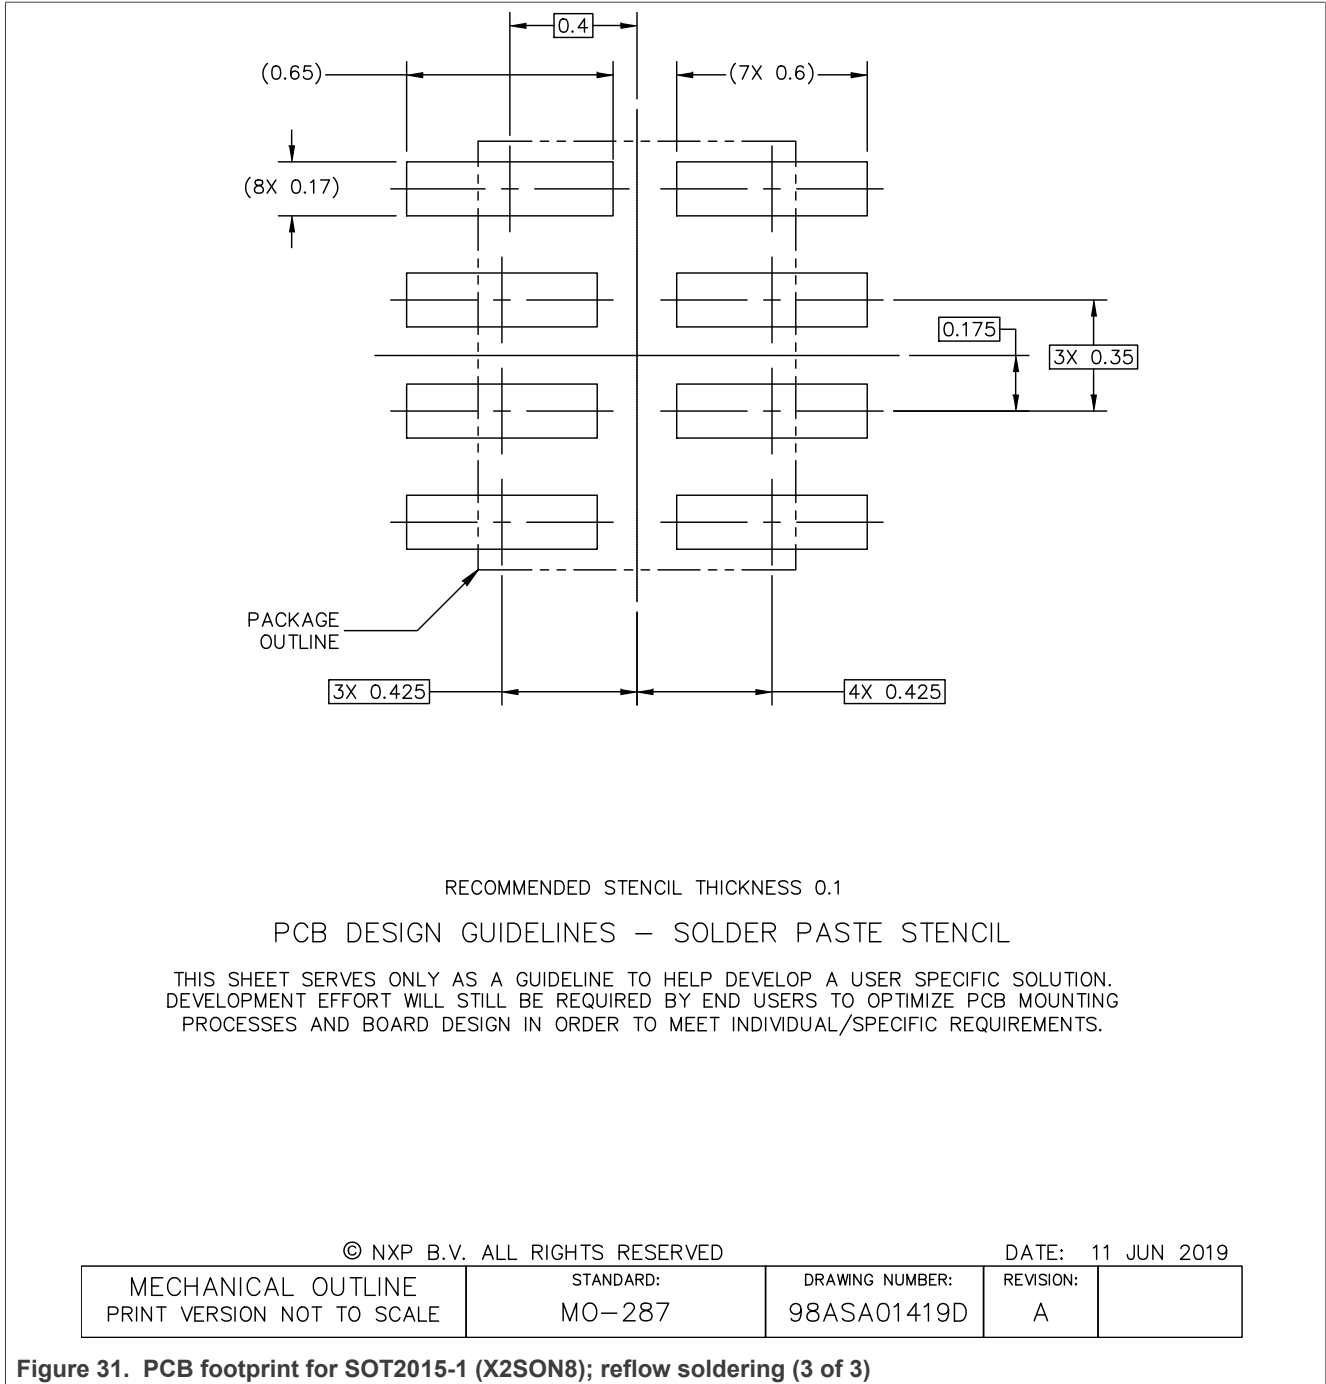 0.4
(0.65)
(7X 0.6)
(8X 0.17)
0.175
3X 0.35
PACKAGE
OUTLINE
3X 0.425
4X 0.425
RECOMMENDED STENCIL THICKNESS 0.1
PCB DESIGN GUIDELINES – SOLDER PASTE STENCIL
THIS SHEET SERVES ONLY AS A GUIDELINE TO HELP DEVELOP A USER SPECIFIC SOLUTION.
DEVELOPMENT EFFORT WILL STILL BE REQUIRED BY END USERS TO OPTIMIZE PCB MOUNTING
PROCESSES AND BOARD DESIGN IN ORDER TO MEET INDIVIDUAL/SPECIFIC REQUIREMENTS.
© NXP B.V. ALL RIGHTS RESERVED
DATE: 11 JUN 2019
MECHANICAL OUTLINE
PRINT VERSION NOT TO SCALE
STANDARD:
MO-287
DRAWING NUMBER:
98ASA01419D
REVISION:
A
Figure 31. PCB footprint for SOT2015-1 (X2SON8); reflow soldering (3 of 3)